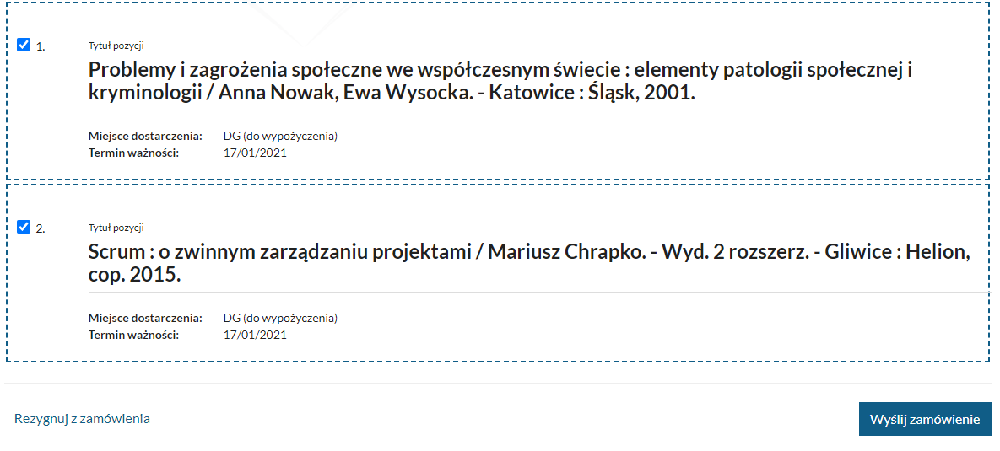 1.
Tytuł pozycji
Problemy i zagrożenia społeczne we współczesnym świecie : elementy patologii społecznej i
kryminologii / Anna Nowak, Ewa Wysocka. - Katowice : Śląsk, 2001.
Miejsce dostarczenia: DG (do wypożyczenia)
Termin ważności: 17/01/2021
2.
Tytuł pozycji
Scrum : o zwinnym zarządzaniu projektami / Mariusz Chrapko. - Wyd. 2 rozszerz. - Gliwice : Helion,
cop. 2015.
Miejsce dostarczenia: DG (do wypożyczenia)
Termin ważności: 17/01/2021
Rezygnuj z zamówienia
Wyślij zamówienie